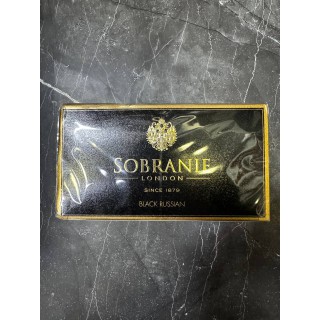 SOBRANIE
LONDON
SINCE 1879
BLACK RUSSIAN